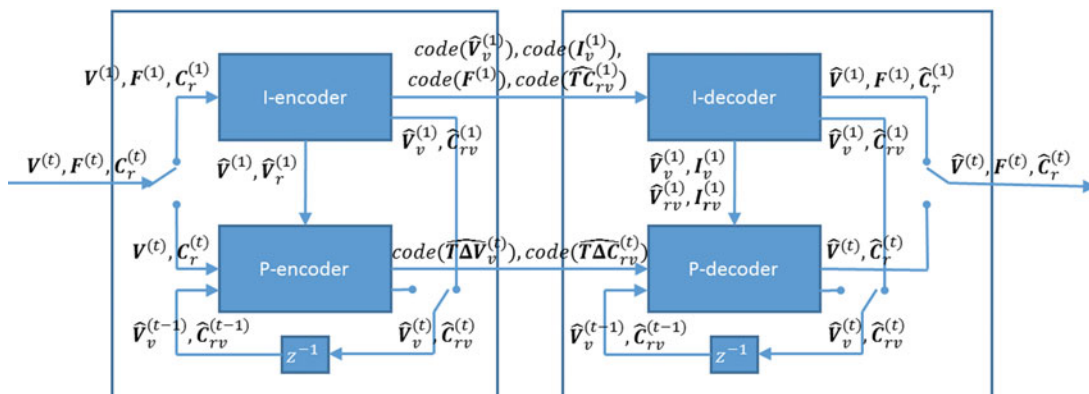 code(V̂_v^(1)), code(I_v^(1)),
code(F^(1)), code(T̂C_rv^(1))
V^(1), F^(1), C_r^(1)
I-encoder
I-decoder
V̂^(1), F^(1), Ĉ_r^(1)
V̂_v^(1), Ĉ_rv^(1)
V̂_v^(1), Ĉ_rv^(1)
V^(t), F^(t), C_r^(t)
V̂^(1), V̂_r^(1)
V̂_v^(1), I_v^(1)
V̂_rv^(1), I_rv^(1)
V̂^(t), F^(t), Ĉ_r^(t)
V^(t), C_r^(t)
P-encoder
code(T̂ΔV̂_v^(t)), code(T̂ΔC_rv^(t))
P-decoder
V̂^(t), Ĉ_r^(t)
V̂_v^(t−1), Ĉ_rv^(t−1)
V̂_v^(t), Ĉ_rv^(t)
V̂_v^(t−1), Ĉ_rv^(t−1)
V̂_v^(t), Ĉ_rv^(t)
z^−1
z^−1